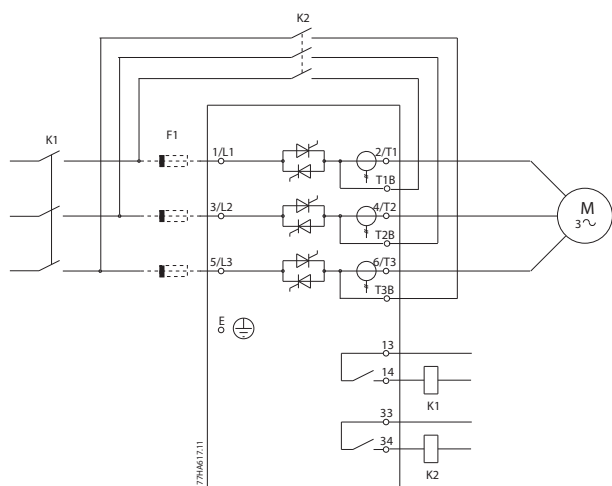 K2
K1
F1
1/L1
2/T1
T1B
3/L2
4/T2
T2B
5/L3
6/T3
T3B
M
3~
E
13
14
K1
33
34
K2
177HA617.11